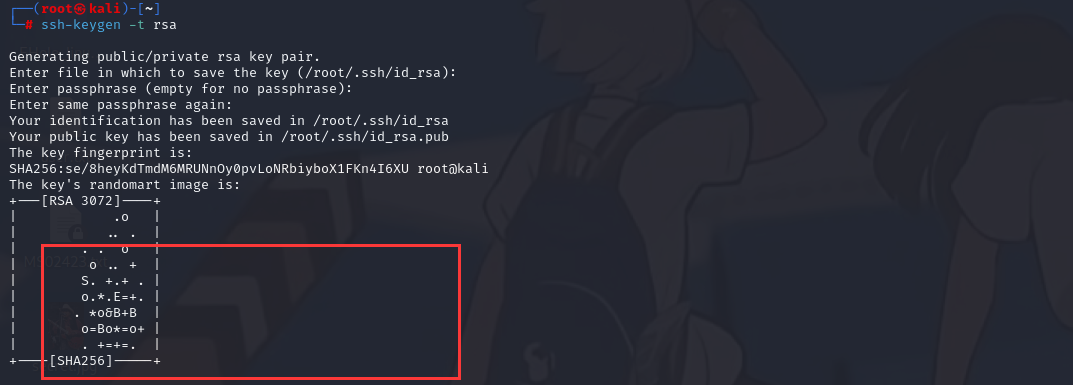 ┌──(root㉿kali)-[~]
└─# ssh-keygen -t rsa
Generating public/private rsa key pair.
Enter file in which to save the key (/root/.ssh/id_rsa):
Enter passphrase (empty for no passphrase):
Enter same passphrase again:
Your identification has been saved in /root/.ssh/id_rsa
Your public key has been saved in /root/.ssh/id_rsa.pub
The key fingerprint is:
SHA256:se/8heyKdTmdM6MRUNnOy0pvLoNRbiyboX1FKn4I6XU root@kali
The key's randomart image is:
+---[RSA 3072]----+
|            .o   |
|           .. .  |
|        . .  o   |
|         o .. +  |
|        S. +.+ . |
|        o.*.E=+. |
|       . *o&B+B  |
|        o=Bo*=o+ |
|        . +=+=.  |
+----[SHA256]-----+